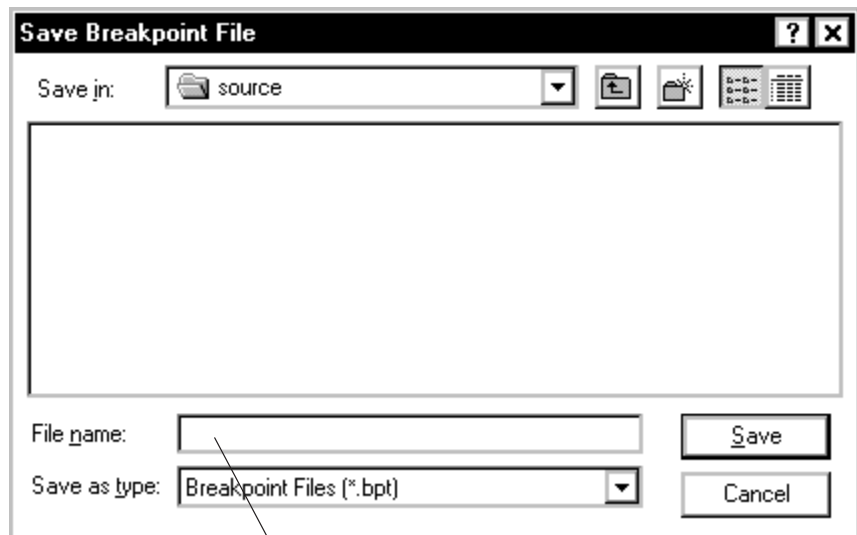 Save Breakpoint File
?
Save in:
source
File name:
Save
Save as type:
Breakpoint Files (*.bpt)
Cancel